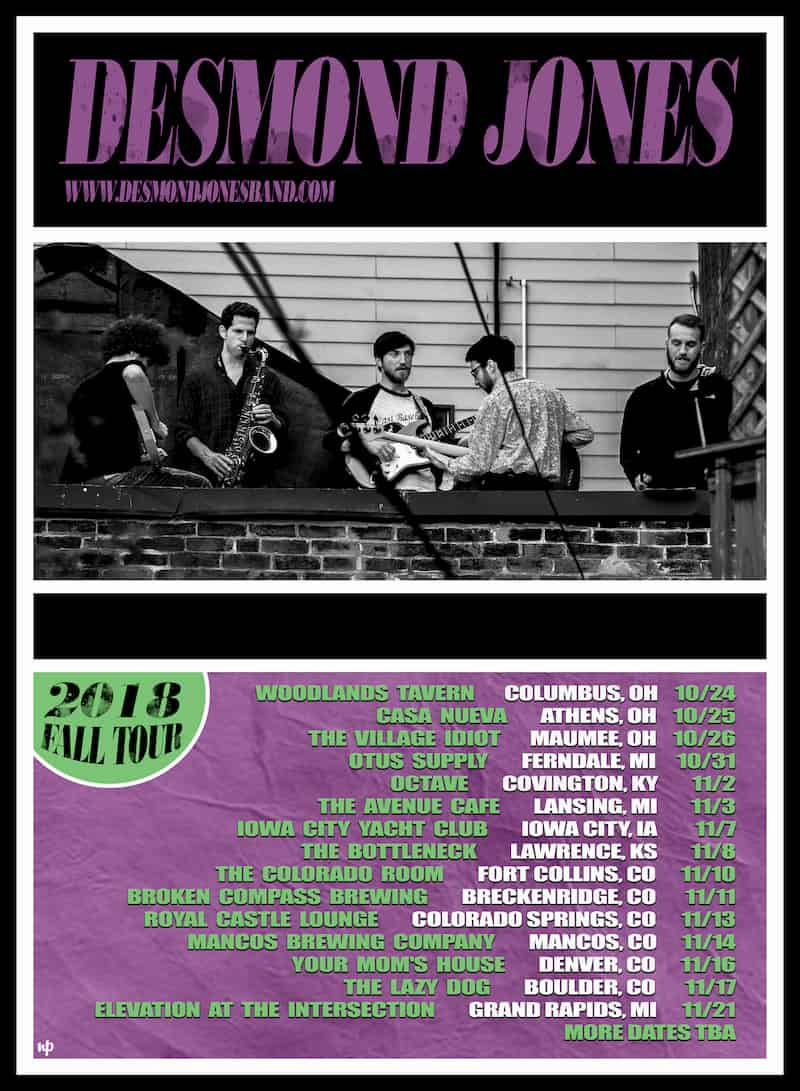 DESMOND JONES
WWW.DESMONDJONESBAND.COM
2018
FALL TOUR
WOODLANDS TAVERN COLUMBUS, OH 10/24
CASA NUEVA ATHENS, OH 10/25
THE VILLAGE IDIOT MAUMEE, OH 10/26
OTUS SUPPLY FERNDALE, MI 10/31
OCTAVE COVINGTON, KY 11/2
THE AVENUE CAFE LANSING, MI 11/3
IOWA CITY YACHT CLUB IOWA CITY, IA 11/7
THE BOTTLENECK LAWRENCE, KS 11/8
THE COLORADO ROOM FORT COLLINS, CO 11/10
BROKEN COMPASS BREWING BRECKENRIDGE, CO 11/11
ROYAL CASTLE LOUNGE COLORADO SPRINGS, CO 11/13
MANCOS BREWING COMPANY MANCOS, CO 11/14
YOUR MOM'S HOUSE DENVER, CO 11/16
THE LAZY DOG BOULDER, CO 11/17
ELEVATION AT THE INTERSECTION GRAND RAPIDS, MI 11/21
MORE DATES TBA
np